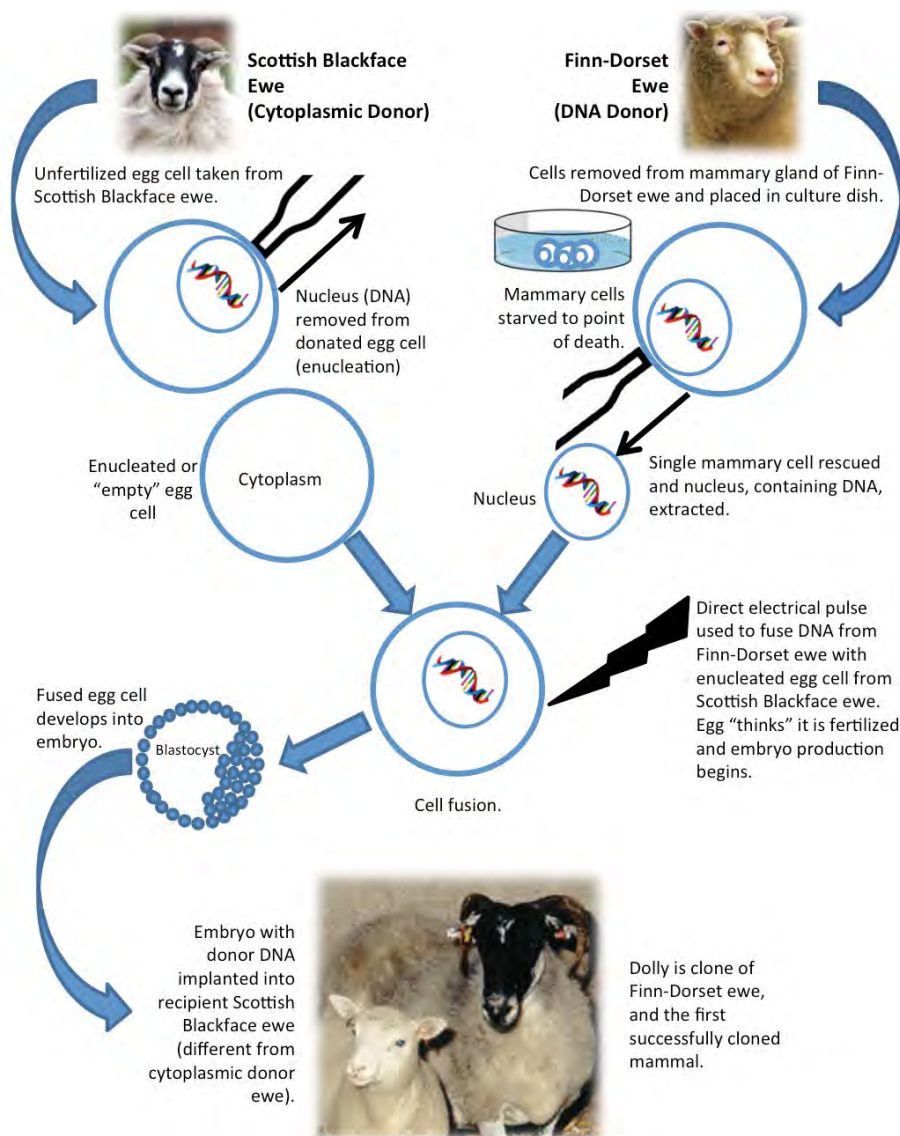 Scottish Blackface
Ewe
(Cytoplasmic Donor)
Finn-Dorset
Ewe
(DNA Donor)
Unfertilized egg cell taken from
Scottish Blackface ewe.
Cells removed from mammary gland of Finn-
Dorset ewe and placed in culture dish.
Nucleus (DNA)
removed from
donated egg cell
(enucleation)
Mammary cells
starved to point
of death.
Enucleated or
“empty” egg
cell
Cytoplasm
Nucleus
Single mammary cell rescued
and nucleus, containing DNA,
extracted.
Direct electrical pulse
used to fuse DNA from
Finn-Dorset ewe with
enucleated egg cell from
Scottish Blackface ewe.
Egg “thinks” it is fertilized
and embryo production
begins.
Fused egg cell
develops into
embryo.
Blastocyst
Cell fusion.
Embryo with
donor DNA
implanted into
recipient Scottish
Blackface ewe
(different from
cytoplasmic donor
ewe).
Dolly is clone of
Finn-Dorset ewe,
and the first
successfully cloned
mammal.